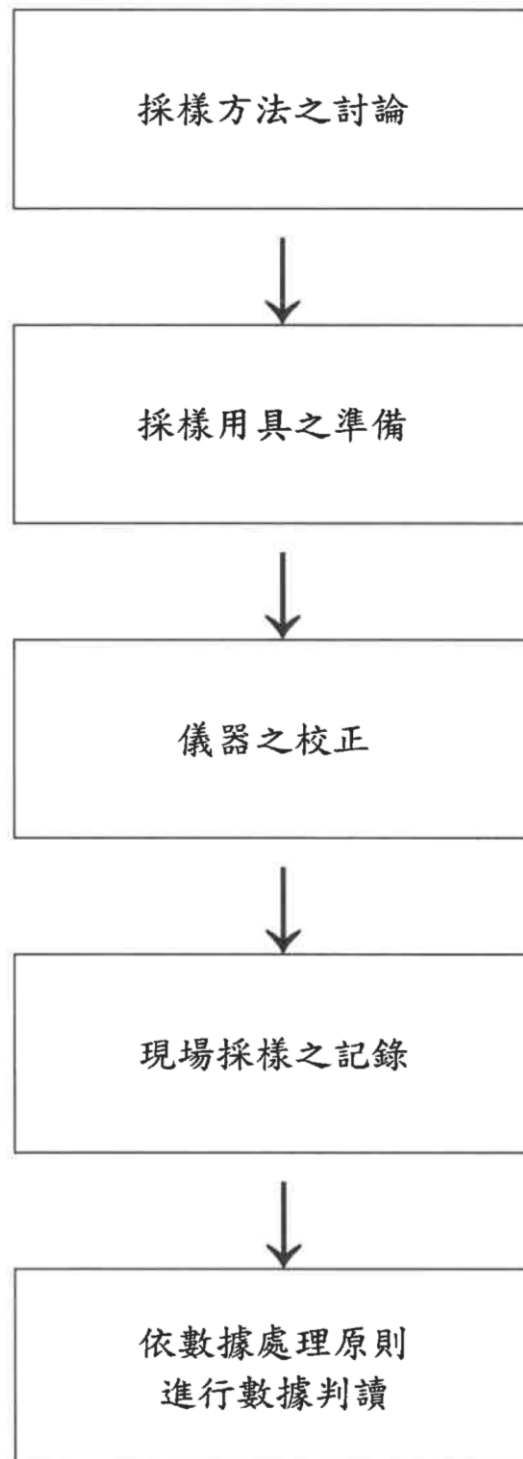 採樣方法之討論
採樣用具之準備
儀器之校正
現場採樣之記錄
依數據處理原則
進行數據判讀